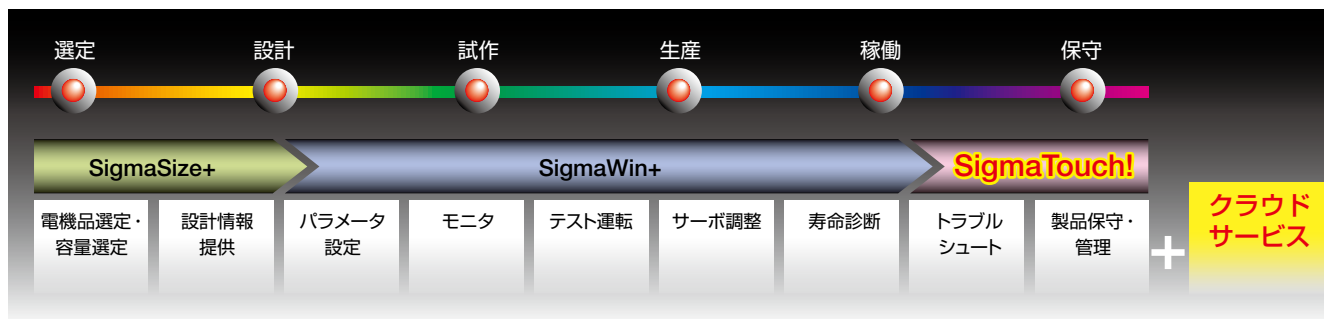 選定
設計
試作
生産
稼働
保守
SigmaSize+
SigmaWin+
SigmaTouch!
電機品選定・
容量選定
設計情報
提供
パラメータ
設定
モニタ
テスト運転
サーボ調整
寿命診断
トラブル
シュート
製品保守・
管理
+
クラウド
サービス